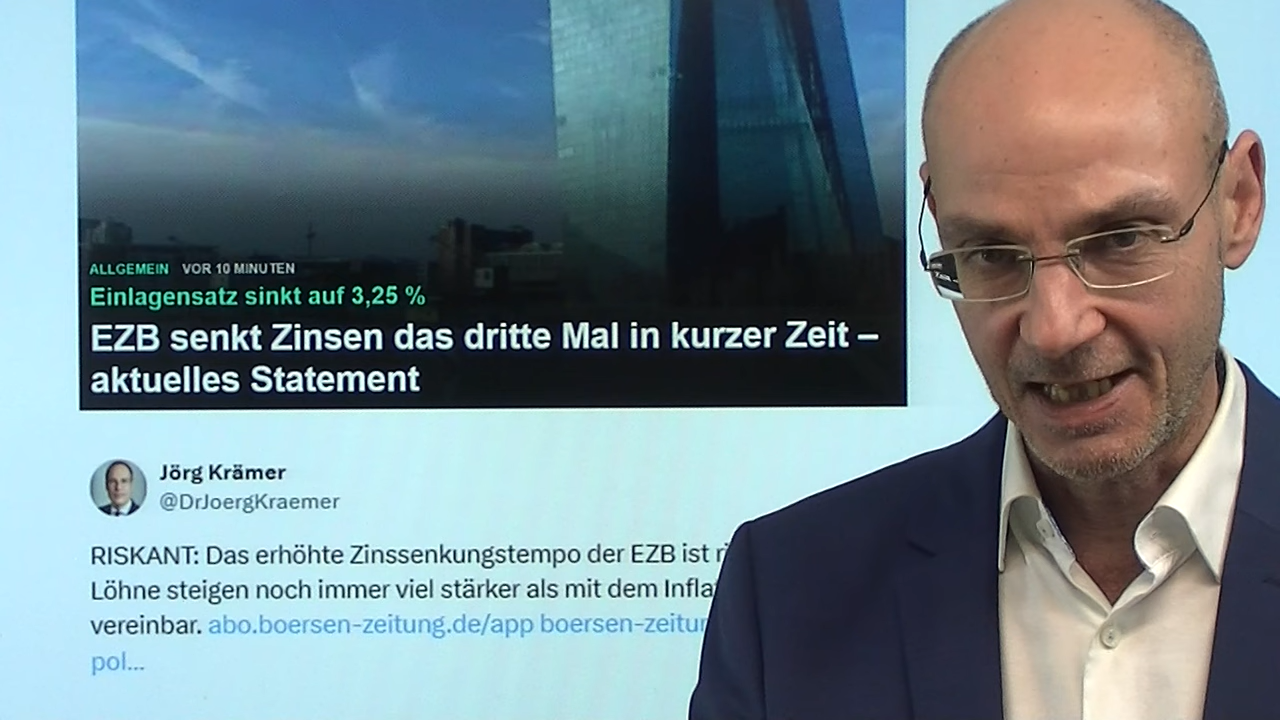 ALLGEMEIN VOR 10 MINUTEN
Einlagensatz sinkt auf 3,25 %
EZB senkt Zinsen das dritte Mal in kurzer Zeit –
aktuelles Statement
Jörg Krämer
@DrJoergKraemer
RISKANT: Das erhöhte Zinssenkungstempo der EZB ist
Löhne steigen noch immer viel stärker als mit dem
vereinbar. abo.boersen-zeitung.de/app
pol...